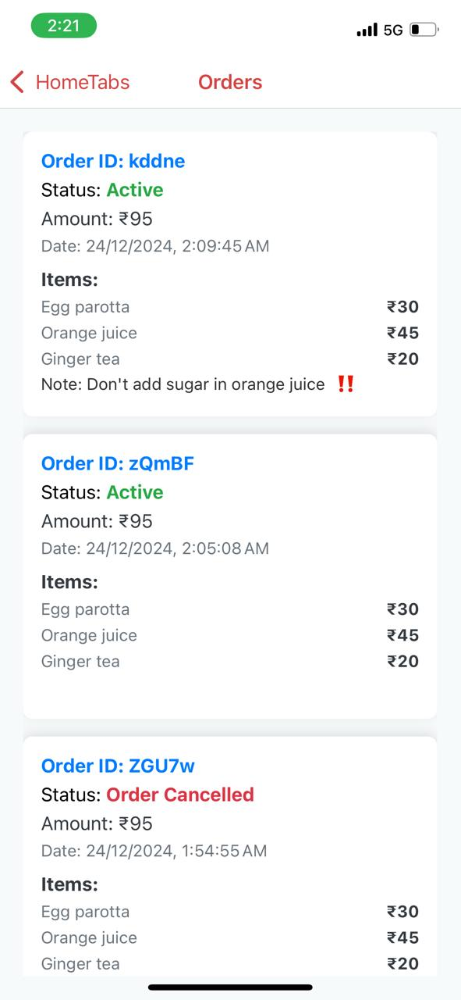 2:21
5G
HomeTabs
Orders
Order ID: kddne
Status: Active
Amount: ₹95
Date: 24/12/2024, 2:09:45 AM
Items:
Egg parotta ₹30
Orange juice ₹45
Ginger tea ₹20
Note: Don't add sugar in orange juice ‼️
Order ID: zQmBF
Status: Active
Amount: ₹95
Date: 24/12/2024, 2:05:08 AM
Items:
Egg parotta ₹30
Orange juice ₹45
Ginger tea ₹20
Order ID: ZGU7w
Status: Order Cancelled
Amount: ₹95
Date: 24/12/2024, 1:54:55 AM
Items:
Egg parotta ₹30
Orange juice ₹45
Ginger tea ₹20